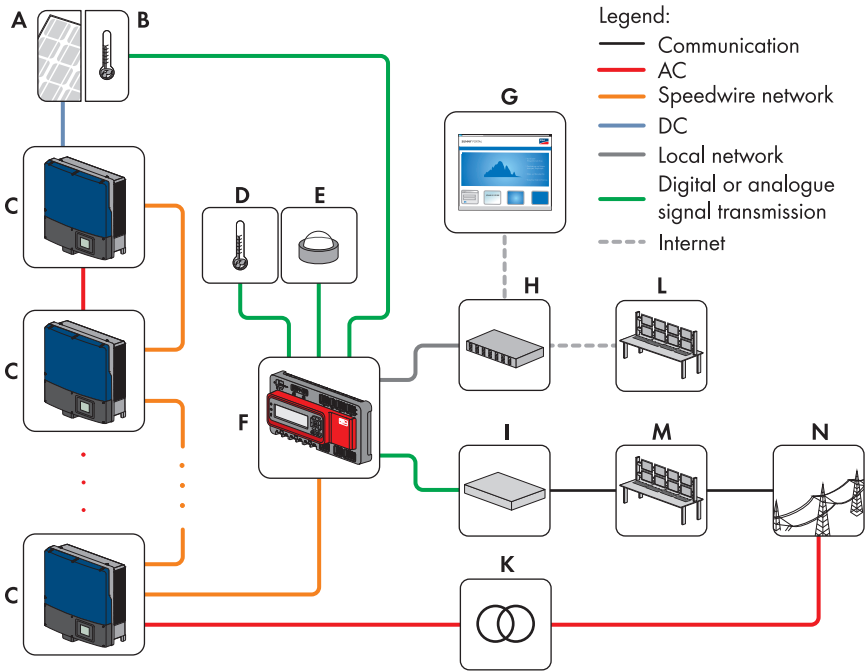 A
B
Legend:
Communication
AC
Speedwire network
DC
Local network
Digital or analogue
signal transmission
Internet
G
C
D
E
H
L
C
F
I
M
N
K
C